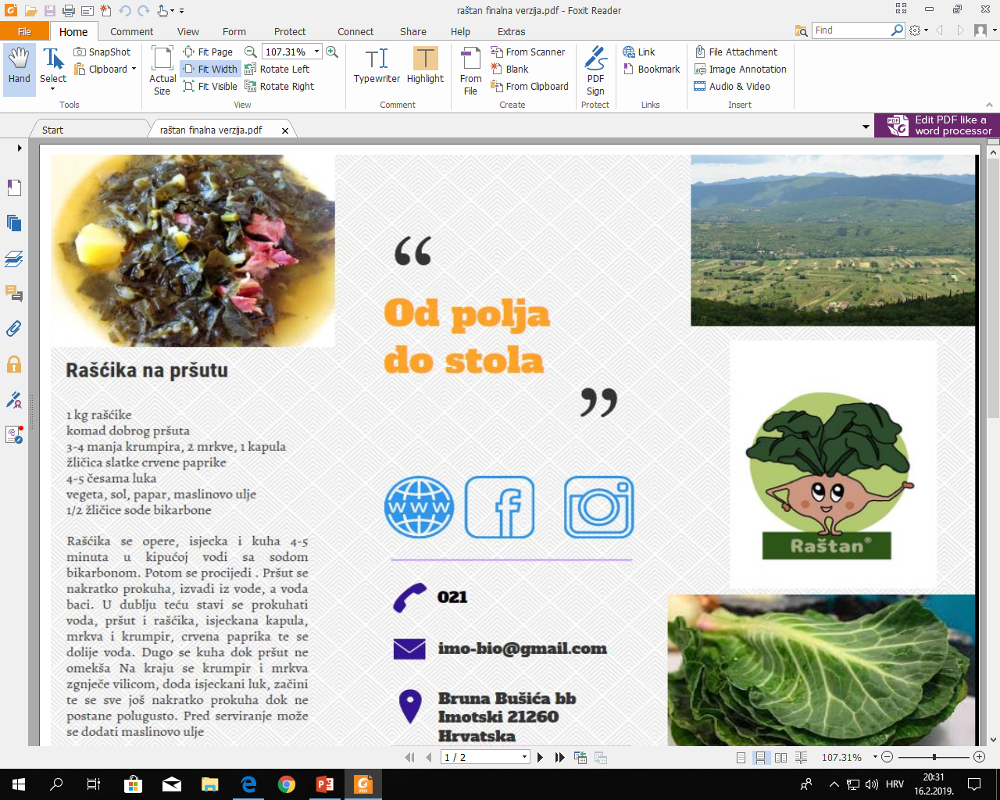 raštan finalna verzija.pdf - Foxit Reader
File Home Comment View Form Protect Connect Share Help Extras
Find
Hand
Select
SnapShot
Clipboard
Tools
Actual Size
Fit Page
Fit Width
Fit Visible
107.31%
Rotate Left
Rotate Right
View
Typewriter
Highlight
Comment
From File
From Scanner
Blank
From Clipboard
Create
PDF Sign
Protect
Link
Bookmark
Links
File Attachment
Image Annotation
Audio & Video
Insert
Start
raštan finalna verzija.pdf
PDF
Edit PDF like a
word processor
Rašćika na pršutu
1 kg rašćike
komad dobrog pršuta
3-4 manja krumpira, 2 mrkve, 1 kapula
žličica slatke crvene paprike
4-5 česama luka
vegeta, sol, papar, maslinovo ulje
1/2 žličice sode bikarbone
Rašćika se opere, isjecka i kuha 4-5
minuta u kipućoj vodi sa sodom
bikarbonom. Potom se procijedi . Pršut se
nakratko prokuha, izvadi iz vode, a voda
baci. U dublju teću stavi se prokuhati
voda, pršut i rašćika, isjeckana kapula,
mrkva i krumpir, crvena paprika te se
dolije voda. Dugo se kuha dok pršut ne
omekša Na kraju se krumpir i mrkva
zgnječe vilicom, doda isjeckani luk, začini
te se sve još nakratko prokuha dok ne
postane polugusto. Pred serviranje može
se dodati maslinovo ulje
“
Od polja
do stola
”
www
021
imo-bio@gmail.com
Bruna Bušića bb
Imotski 21260
Hrvatska
Raštan®
1 / 2
107.31%
HRV
20:31
16.2.2019.